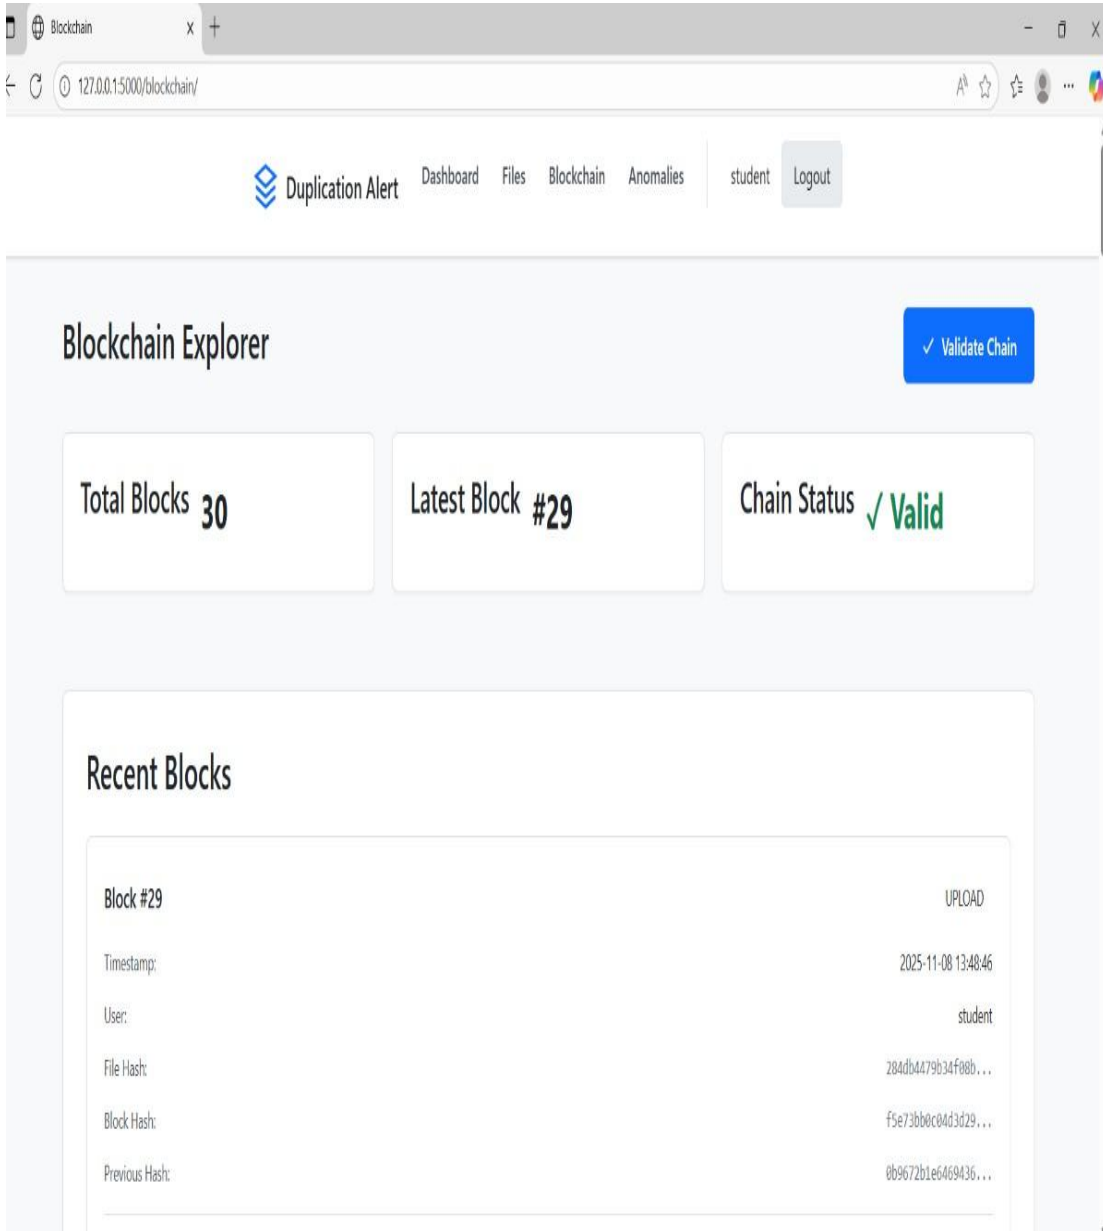 Blockchain
127.0.0.1:5000/blockchain/
Duplication Alert Dashboard Files Blockchain Anomalies student Logout
Blockchain Explorer
✓ Validate Chain
Total Blocks 30
Latest Block #29
Chain Status ✓ Valid
Recent Blocks
Block #29 UPLOAD
Timestamp: 2025-11-08 13:48:46
User: student
File Hash: 284db4479b34f08b...
Block Hash: f5e73bb0c04d3d29...
Previous Hash: 0b9672b1e6469436...